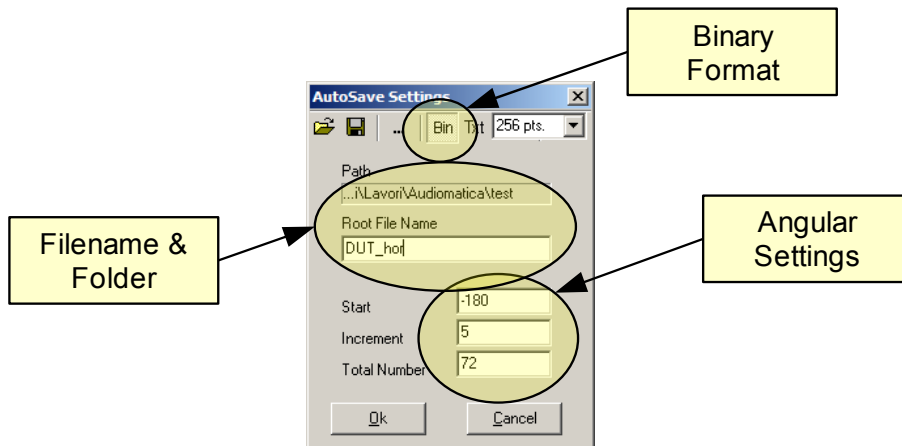 Binary
Format
AutoSave Settings
... Bin Txt 256 pts.
Path
...i\Lavori\Audiomatica\test
Root File Name
DUT_hor
Filename &
Folder
Angular
Settings
Start -180
Increment 5
Total Number 72
Ok Cancel